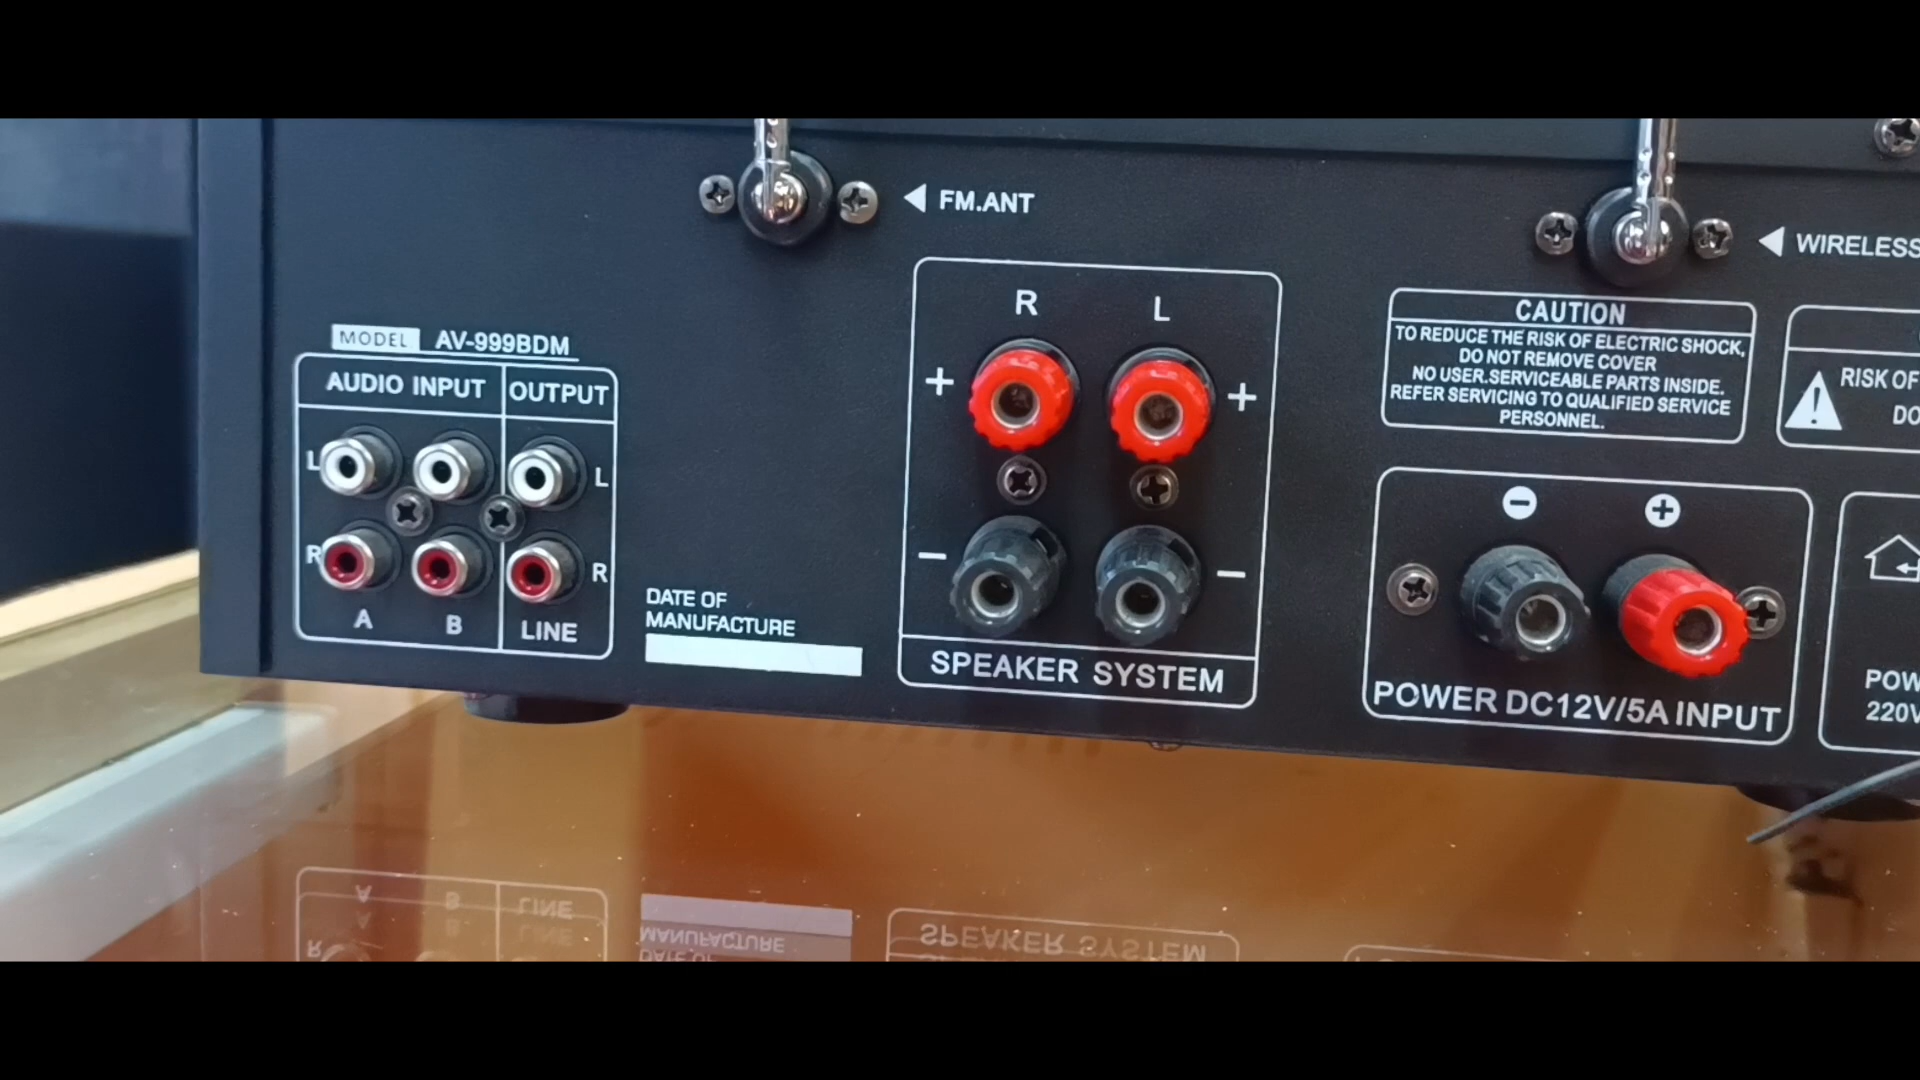 FM.ANT
WIRELESS
MODEL AV-999BDM
AUDIO INPUT OUTPUT
L L
R R
A B LINE
DATE OF
MANUFACTURE
R L
+ +
- -
SPEAKER SYSTEM
CAUTION
TO REDUCE THE RISK OF ELECTRIC SHOCK,
DO NOT REMOVE COVER
NO USER.SERVICEABLE PARTS INSIDE.
REFER SERVICING TO QUALIFIED SERVICE
PERSONNEL.
RISK OF
DO
- +
POWER DC12V/5A INPUT
POW
220V